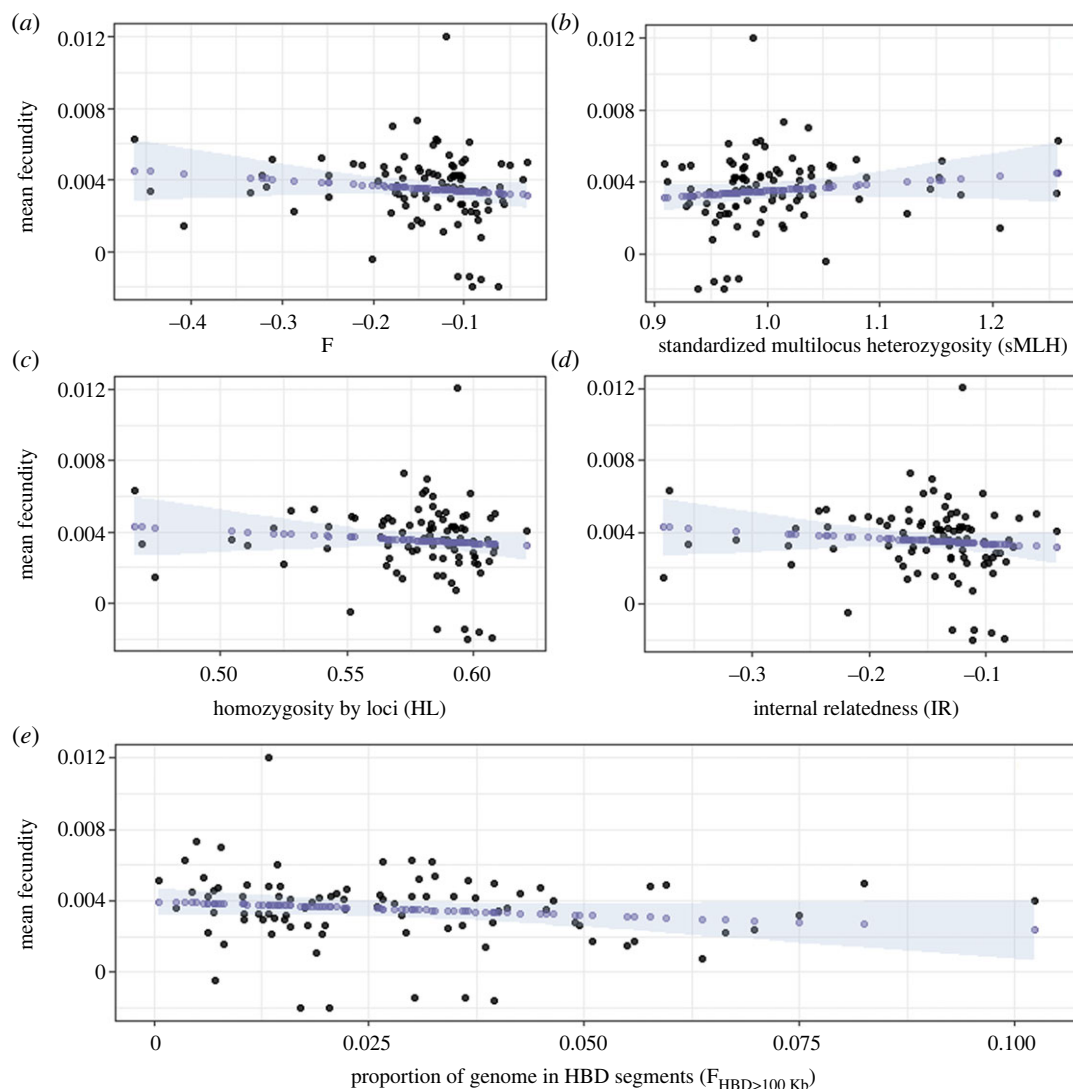 (a)
0.012
0.008
0.004
0
mean fecundity
–0.4 –0.3 –0.2 –0.1
F
(b)
0.012
0.008
0.004
0
0.9 1.0 1.1 1.2
standardized multilocus heterozygosity (sMLH)
(c)
0.012
0.008
0.004
0
mean fecundity
0.50 0.55 0.60
homozygosity by loci (HL)
(d)
0.012
0.008
0.004
0
–0.3 –0.2 –0.1
internal relatedness (IR)
(e)
0.012
0.008
0.004
0
mean fecundity
0 0.025 0.050 0.075 0.100
proportion of genome in HBD segments (F_HBD>100 Kb)